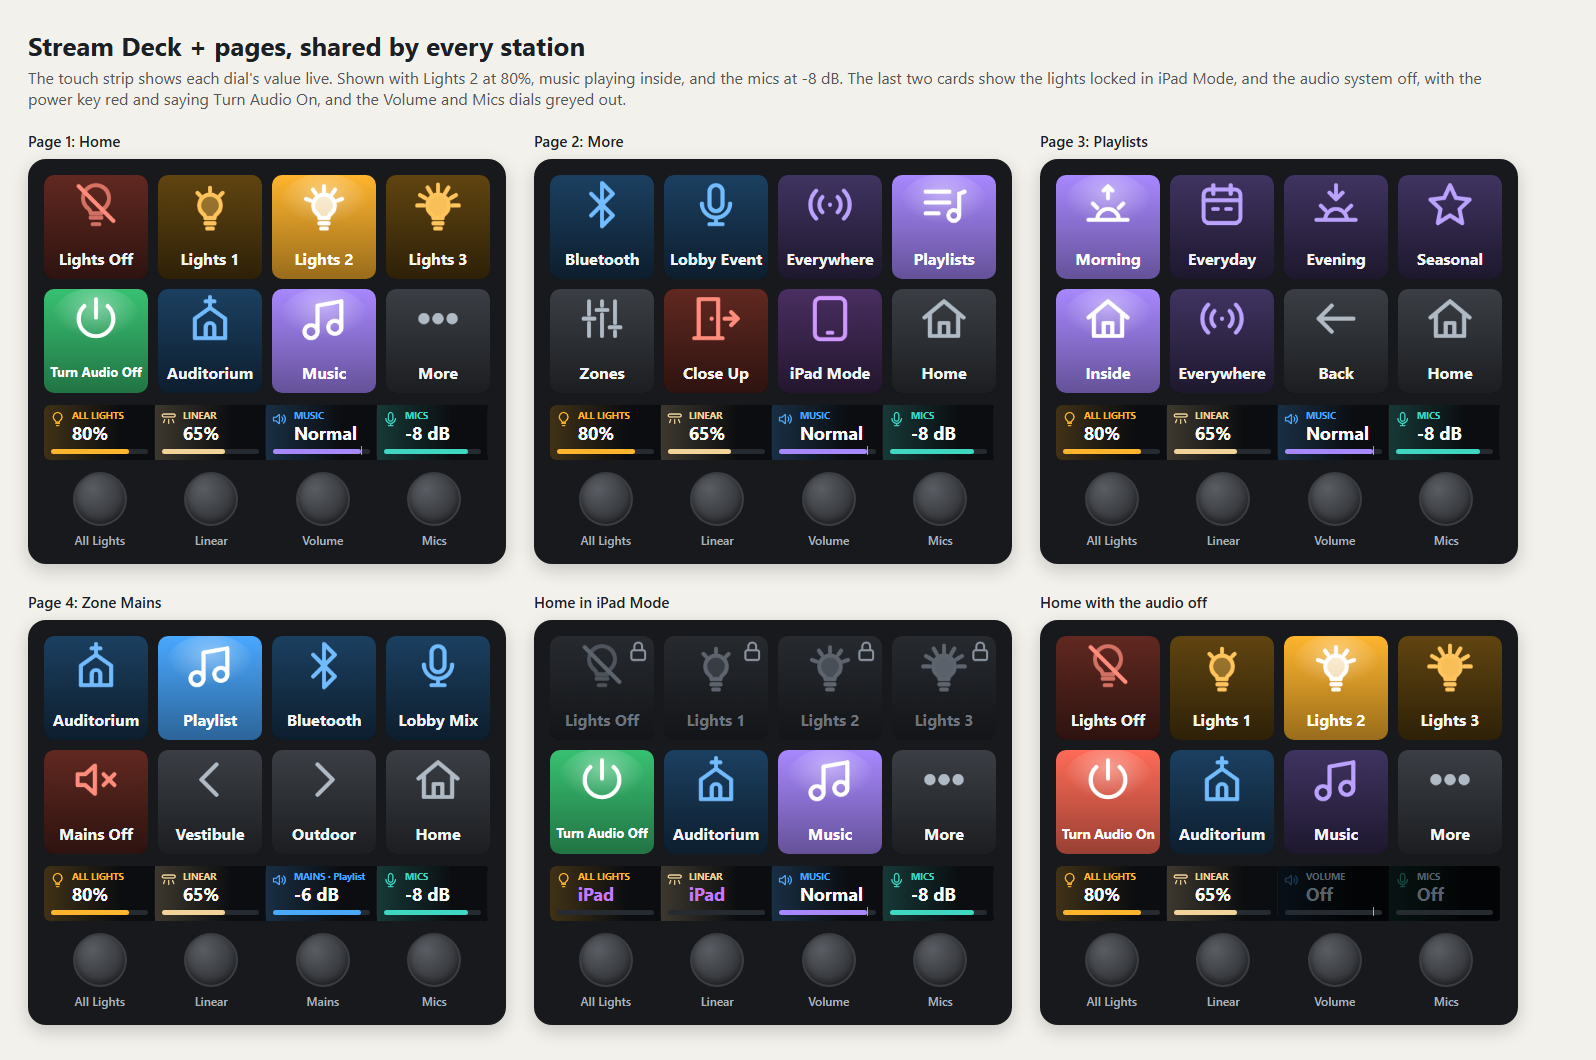 Stream Deck + pages, shared by every station
The touch strip shows each dial's value live. Shown with Lights 2 at 80%, music playing inside, and the mics at -8 dB. The last two cards show the lights locked in iPad Mode, and the audio system off, with the
power key red and saying Turn Audio On, and the Volume and Mics dials greyed out.
Page 1: Home
Lights Off
Lights 1
Lights 2
Lights 3
Turn Audio Off
Auditorium
Music
More
ALL LIGHTS
80%
LINEAR
65%
MUSIC
Normal
MICS
-8 dB
All Lights
Linear
Volume
Mics
Page 2: More
Bluetooth
Lobby Event
Everywhere
Playlists
Zones
Close Up
iPad Mode
Home
ALL LIGHTS
80%
LINEAR
65%
MUSIC
Normal
MICS
-8 dB
All Lights
Linear
Volume
Mics
Page 3: Playlists
Morning
Everyday
Evening
Seasonal
Inside
Everywhere
Back
Home
ALL LIGHTS
80%
LINEAR
65%
MUSIC
Normal
MICS
-8 dB
All Lights
Linear
Volume
Mics
Page 4: Zone Mains
Auditorium
Playlist
Bluetooth
Lobby Mix
Mains Off
Vestibule
Outdoor
Home
ALL LIGHTS
80%
LINEAR
65%
MAINS · Playlist
-6 dB
MICS
-8 dB
All Lights
Linear
Mains
Mics
Home in iPad Mode
Lights Off
Lights 1
Lights 2
Lights 3
Turn Audio Off
Auditorium
Music
More
ALL LIGHTS
iPad
LINEAR
iPad
MUSIC
Normal
MICS
-8 dB
All Lights
Linear
Volume
Mics
Home with the audio off
Lights Off
Lights 1
Lights 2
Lights 3
Turn Audio On
Auditorium
Music
More
ALL LIGHTS
80%
LINEAR
65%
VOLUME
Off
MICS
Off
All Lights
Linear
Volume
Mics